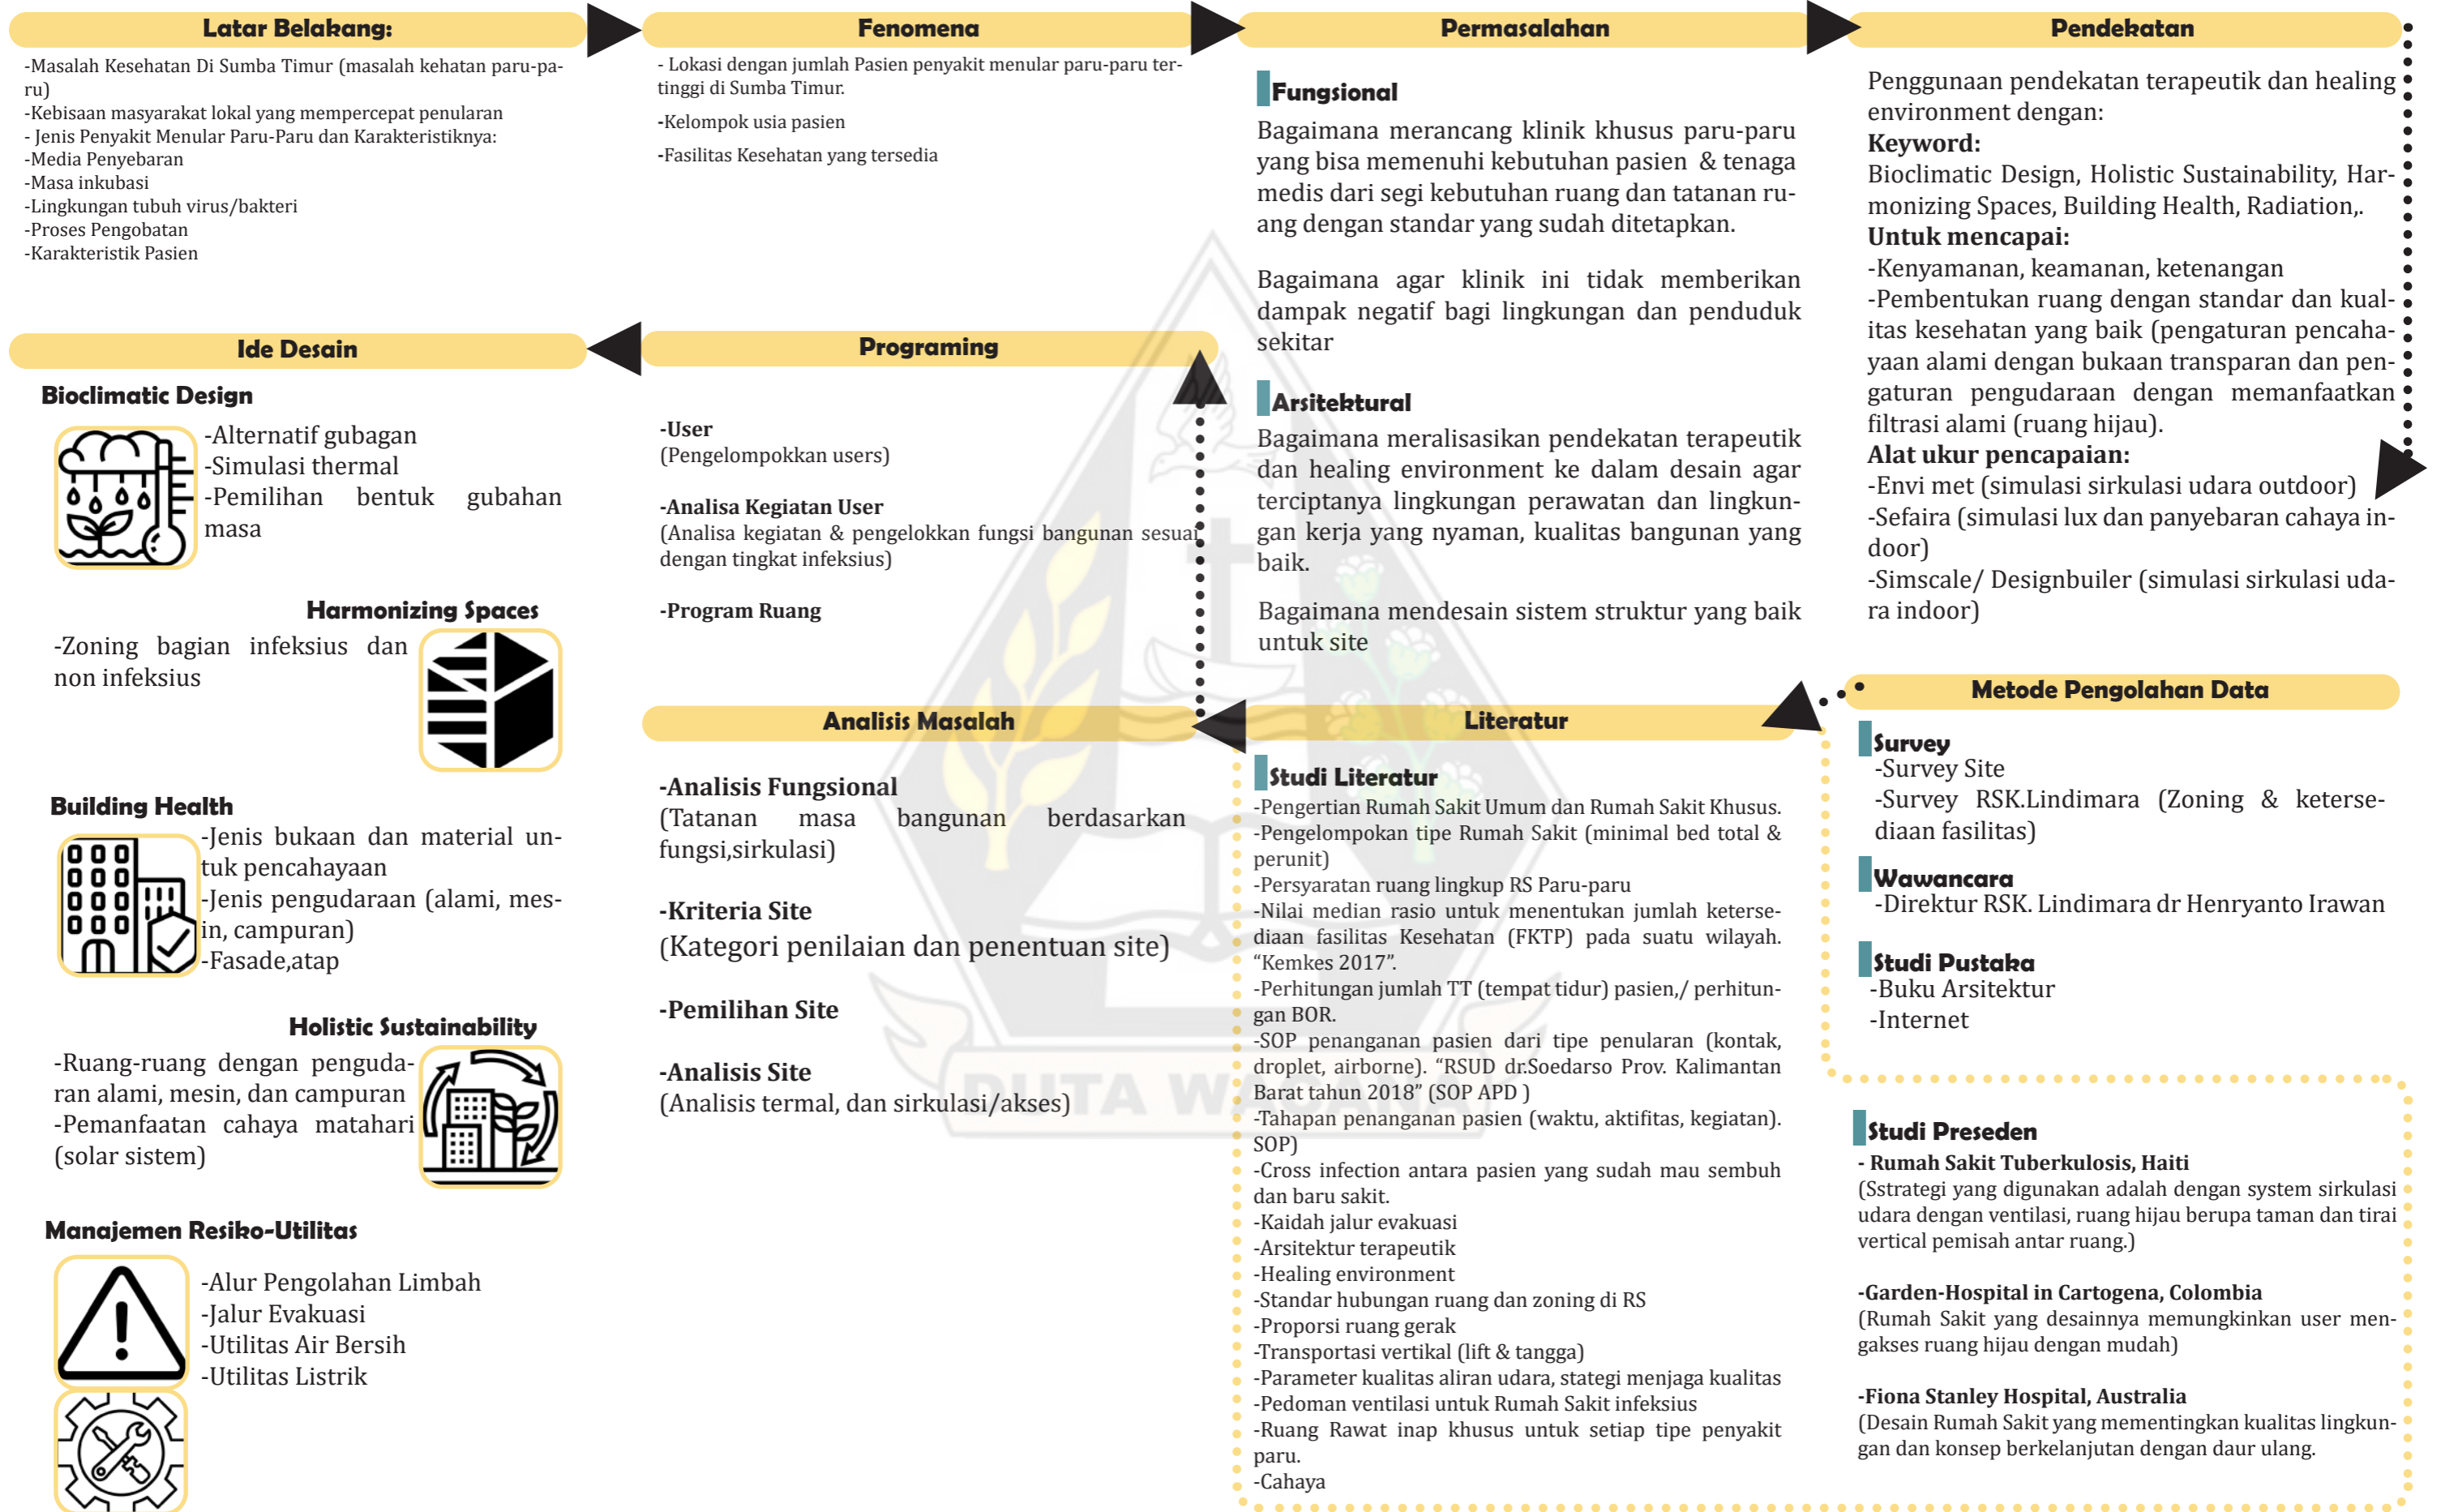 Latar Belakang:
-Masalah Kesehatan Di Sumba Timur (masalah kehatan paru-pa-
ru)
-Kebisaan masyarakat lokal yang mempercepat penularan
- Jenis Penyakit Menular Paru-Paru dan Karakteristiknya:
-Media Penyebaran
-Masa inkubasi
-Lingkungan tubuh virus/bakteri
-Proses Pengobatan
-Karakteristik Pasien
Fenomena
- Lokasi dengan jumlah Pasien penyakit menular paru-paru ter-
tinggi di Sumba Timur.
-Kelompok usia pasien
-Fasilitas Kesehatan yang tersedia
Permasalahan
Fungsional
Bagaimana merancang klinik khusus paru-paru
yang bisa memenuhi kebutuhan pasien & tenaga
medis dari segi kebutuhan ruang dan tatanan ru-
ang dengan standar yang sudah ditetapkan.
Bagaimana agar klinik ini tidak memberikan
dampak negatif bagi lingkungan dan penduduk
sekitar
Arsitektural
Bagaimana meralisasikan pendekatan terapeutik
dan healing environment ke dalam desain agar
terciptanya lingkungan perawatan dan lingkun-
gan kerja yang nyaman, kualitas bangunan yang
baik.
Bagaimana mendesain sistem struktur yang baik
untuk site
Pendekatan
Penggunaan pendekatan terapeutik dan healing
environment dengan:
Keyword:
Bioclimatic Design, Holistic Sustainability, Har-
monizing Spaces, Building Health, Radiation,.
Untuk mencapai:
-Kenyamanan, keamanan, ketenangan
-Pembentukan ruang dengan standar dan kual-
itas kesehatan yang baik (pengaturan pencaha-
yaan alami dengan bukaan transparan dan pen-
gaturan pengudaraan dengan memanfaatkan
filtrasi alami (ruang hijau).
Alat ukur pencapaian:
-Envi met (simulasi sirkulasi udara outdoor)
-Sefaira (simulasi lux dan panyebaran cahaya in-
door)
-Simscale/ Designbuiler (simulasi sirkulasi uda-
ra indoor)
Metode Pengolahan Data
Survey
-Survey Site
-Survey RSK.Lindimara (Zoning & keterse-
diaan fasilitas)
Wawancara
-Direktur RSK. Lindimara dr Henryanto Irawan
Studi Pustaka
-Buku Arsitektur
-Internet
Studi Preseden
- Rumah Sakit Tuberkulosis, Haiti
(Sstrategi yang digunakan adalah dengan system sirkulasi
udara dengan ventilasi, ruang hijau berupa taman dan tirai
vertical pemisah antar ruang.)
-Garden-Hospital in Cartogena, Colombia
(Rumah Sakit yang desainnya memungkinkan user men-
gakses ruang hijau dengan mudah)
-Fiona Stanley Hospital, Australia
(Desain Rumah Sakit yang mementingkan kualitas lingkun-
gan dan konsep berkelanjutan dengan daur ulang.
Literatur
Studi Literatur
-Pengertian Rumah Sakit Umum dan Rumah Sakit Khusus.
-Pengelompokan tipe Rumah Sakit (minimal bed total &
perunit)
-Persyaratan ruang lingkup RS Paru-paru
-Nilai median rasio untuk menentukan jumlah keterse-
diaan fasilitas Kesehatan (FKTP) pada suatu wilayah.
“Kemkes 2017”.
-Perhitungan jumlah TT (tempat tidur) pasien,/ perhitun-
gan BOR.
-SOP penanganan pasien dari tipe penularan (kontak,
droplet, airborne). “RSUD dr.Soedarso Prov. Kalimantan
Barat tahun 2018” (SOP APD )
-Tahapan penanganan pasien (waktu, aktifitas, kegiatan).
SOP)
-Cross infection antara pasien yang sudah mau sembuh
dan baru sakit.
-Kaidah jalur evakuasi
-Arsitektur terapeutik
-Healing environment
-Standar hubungan ruang dan zoning di RS
-Proporsi ruang gerak
-Transportasi vertikal (lift & tangga)
-Parameter kualitas aliran udara, stategi menjaga kualitas
-Pedoman ventilasi untuk Rumah Sakit infeksius
-Ruang Rawat inap khusus untuk setiap tipe penyakit
paru.
-Cahaya
Analisis Masalah
-Analisis Fungsional
(Tatanan masa bangunan berdasarkan
fungsi,sirkulasi)
-Kriteria Site
(Kategori penilaian dan penentuan site)
-Pemilihan Site
-Analisis Site
(Analisis termal, dan sirkulasi/akses)
Programing
-User
(Pengelompokkan users)
-Analisa Kegiatan User
(Analisa kegiatan & pengelokkan fungsi bangunan sesuai
dengan tingkat infeksius)
-Program Ruang
Ide Desain
Bioclimatic Design
-Alternatif gubagan
-Simulasi thermal
-Pemilihan bentuk gubahan
masa
Harmonizing Spaces
-Zoning bagian infeksius dan
non infeksius
Building Health
-Jenis bukaan dan material un-
tuk pencahayaan
-Jenis pengudaraan (alami, mes-
in, campuran)
-Fasade,atap
Holistic Sustainability
-Ruang-ruang dengan penguda-
ran alami, mesin, dan campuran
-Pemanfaatan cahaya matahari
(solar sistem)
Manajemen Resiko-Utilitas
-Alur Pengolahan Limbah
-Jalur Evakuasi
-Utilitas Air Bersih
-Utilitas Listrik
DUTA WACANA